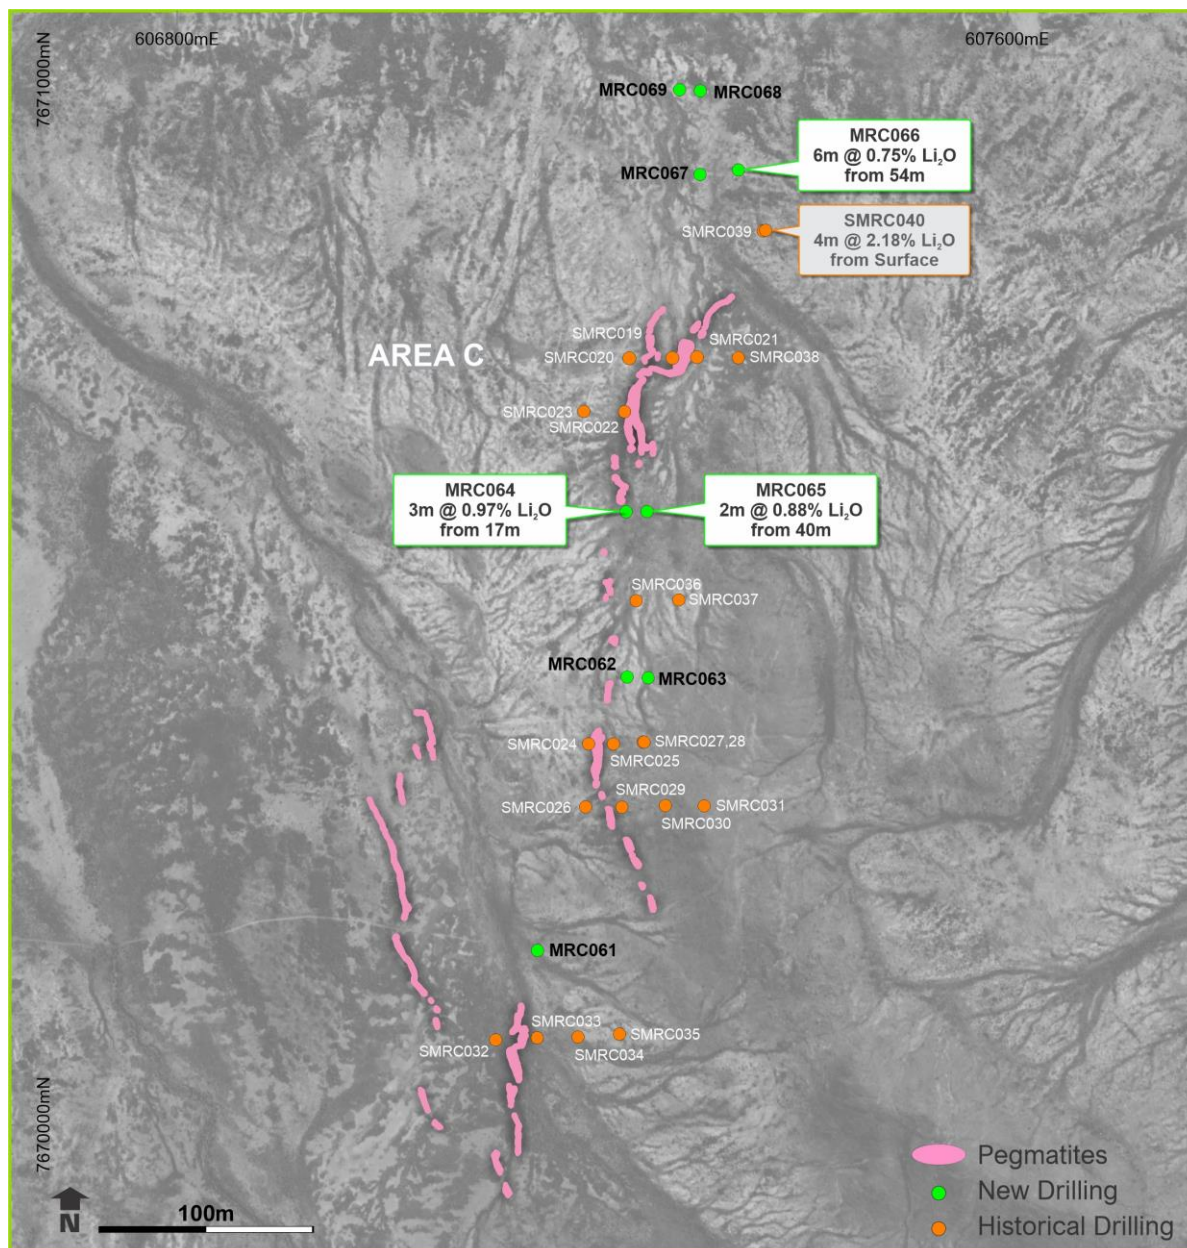 606800mE
607600mE
7671000mN
MRC069
MRC068
MRC066
6m @ 0.75% Li₂O
from 54m
MRC067
SMRC039
SMRC040
4m @ 2.18% Li₂O
from Surface
SMRC019
SMRC021
AREA C
SMRC020
SMRC038
SMRC023
SMRC022
MRC064
3m @ 0.97% Li₂O
from 17m
MRC065
2m @ 0.88% Li₂O
from 40m
SMRC036
SMRC037
MRC062
MRC063
SMRC024
SMRC027,28
SMRC025
SMRC029
SMRC026
SMRC031
SMRC030
MRC061
SMRC033
SMRC035
SMRC032
SMRC034
7670000mN
Pegmatites
New Drilling
Historical Drilling
N
100m